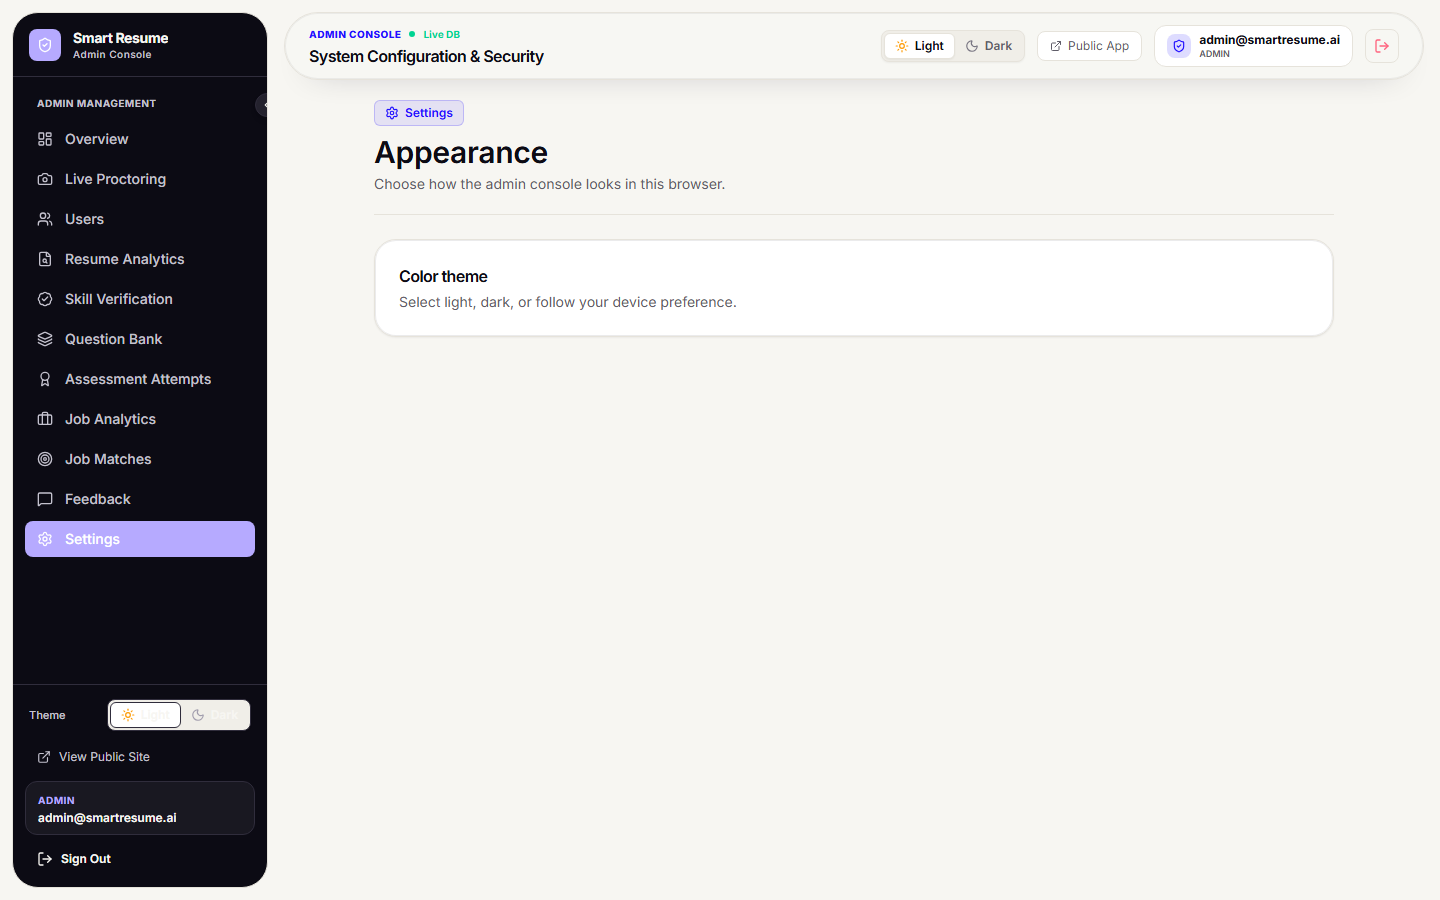 Smart Resume
Admin Console
ADMIN MANAGEMENT
Overview
Live Proctoring
Users
Resume Analytics
Skill Verification
Question Bank
Assessment Attempts
Job Analytics
Job Matches
Feedback
Settings
Theme
Light
Dark
View Public Site
ADMIN
admin@smartresume.ai
Sign Out
ADMIN CONSOLE Live DB
System Configuration & Security
Light
Dark
Public App
admin@smartresume.ai
ADMIN
Settings
Appearance
Choose how the admin console looks in this browser.
Color theme
Select light, dark, or follow your device preference.